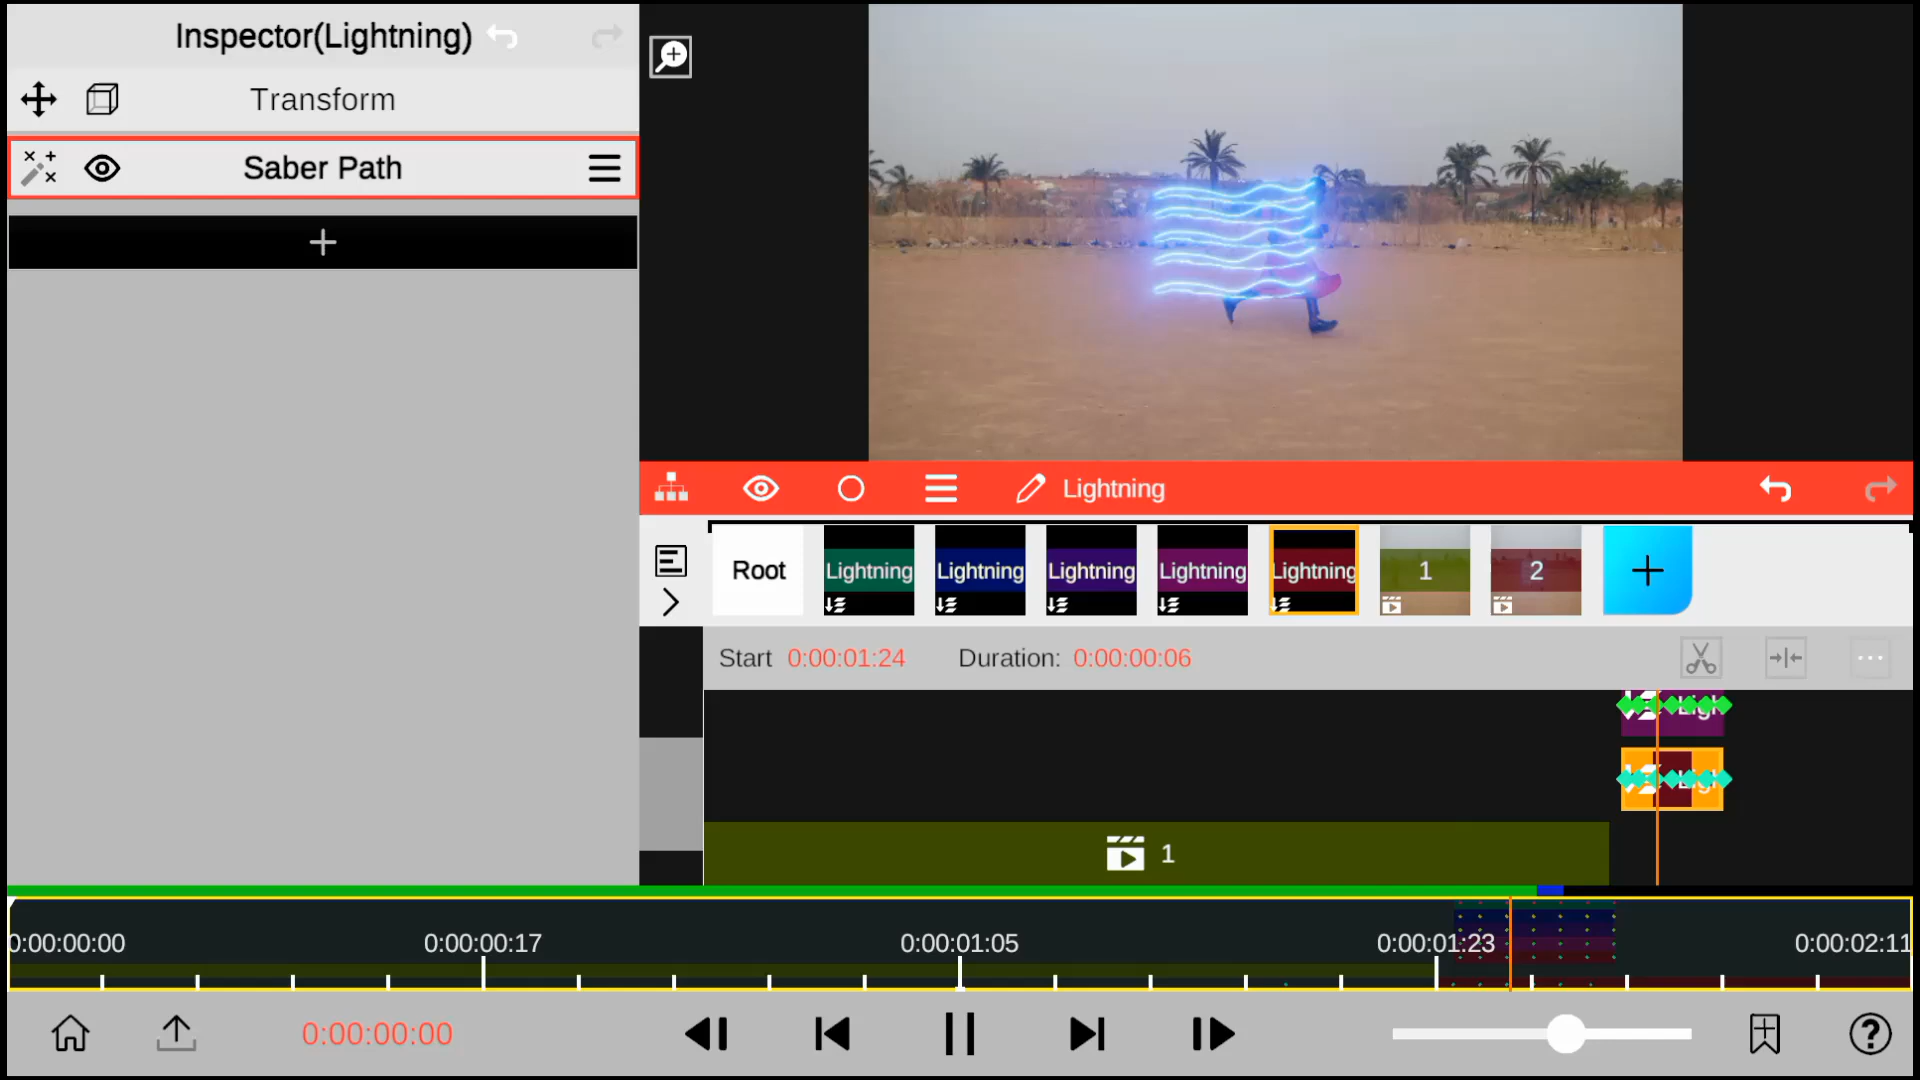 Inspector(Lightning)
Transform
Saber Path
Lightning
Root
Lightning
Lightning
Lightning
Lightning
Lightning
1
2
Start 0:00:01:24 Duration: 0:00:00:06
1
0:00:00:00
0:00:00:17
0:00:01:05
0:00:01:23
0:00:02:11
0:00:00:00